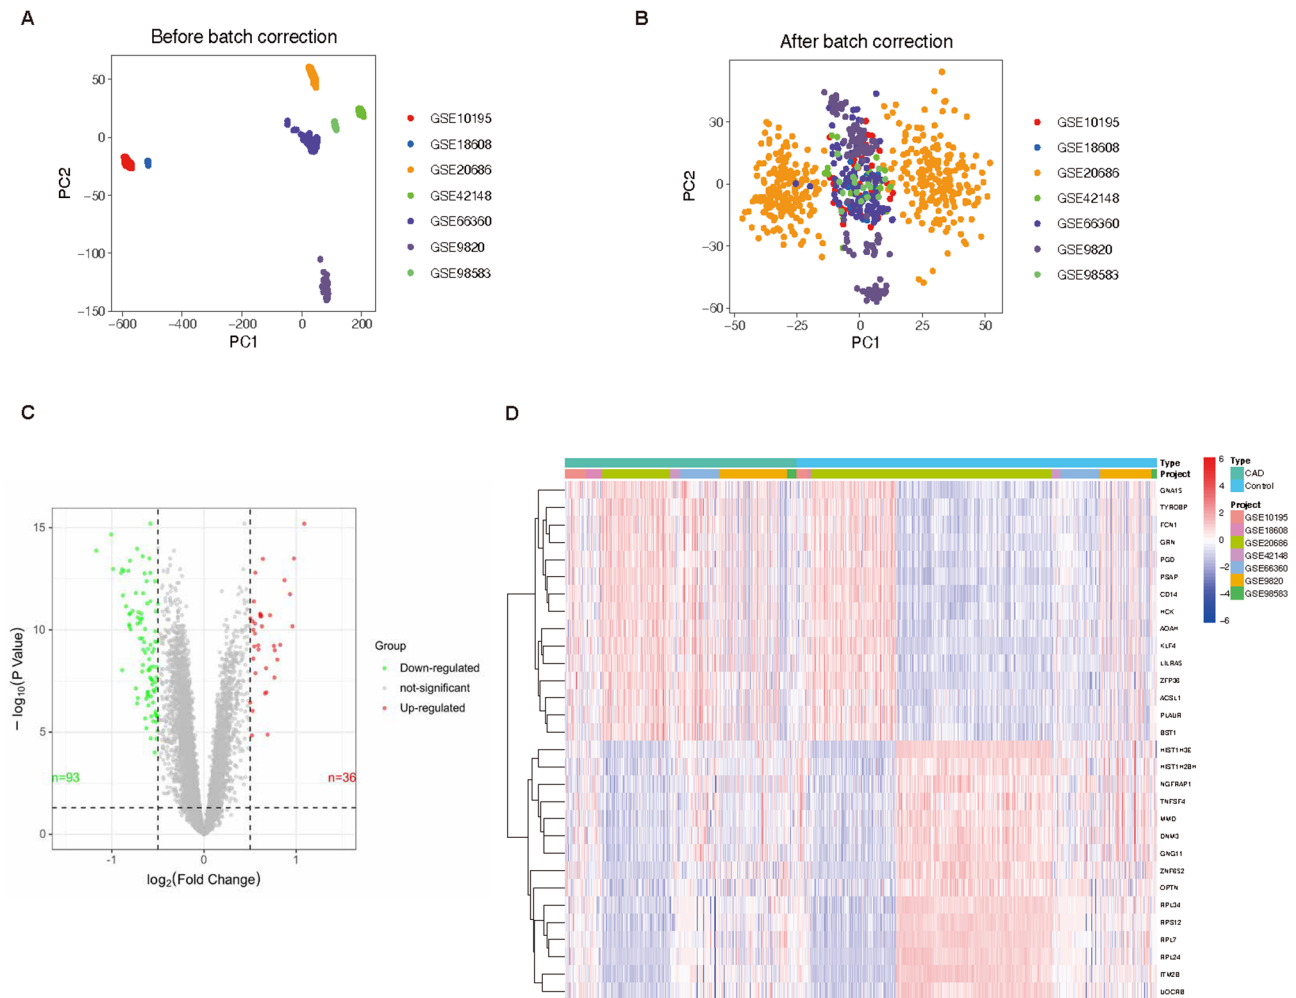 A
Before batch correction
50
0
−50
−100
−150
−600
−400
−200
0
200
PC2
PC1
GSE10195
GSE18608
GSE20686
GSE42148
GSE66360
GSE9820
GSE98583
B
After batch correction
30
0
−30
−60
−50
−25
0
25
50
PC2
PC1
GSE10195
GSE18608
GSE20686
GSE42148
GSE66360
GSE9820
GSE98583
C
15
10
5
0
-1
0
1
− log10(P Value)
log2(Fold Change)
n=93
n=36
Group
Down-regulated
not-significant
Up-regulated
D
Type
Project
GNA15
TYROBP
FCN1
GRN
PGD
PSAP
CD14
HCK
AOAH
KLF4
LILRA5
ZFP36
ACSL1
PLAUR
BST1
HIST1H3E
HIST1H2BH
NGFRAP1
TNFSF4
MMD
DNM3
GNG11
ZNF652
OPTN
RPL34
RPS12
RPL7
RPL24
ITM2B
UQCRB
6
4
2
0
−2
−4
−6
Type
CAD
Control
Project
GSE10195
GSE18608
GSE20686
GSE42148
GSE66360
GSE9820
GSE98583